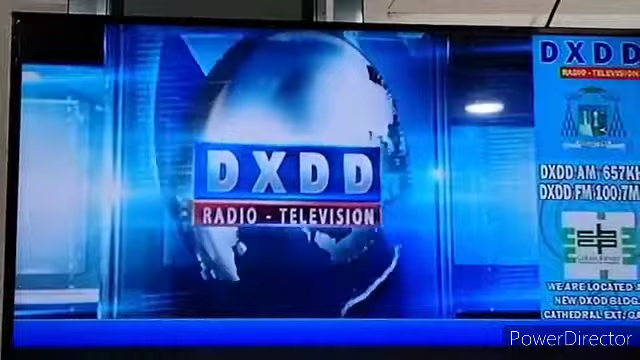 DXDD
RADIO - TELEVISION
DXDD
RADIO - TELEVISION
DXDD AM 657KH
DXDD FM 100.7M
WE ARE LOCATED A
NEW DXDD BLDG.
CATHEDRAL EXT. GA
PowerDirector